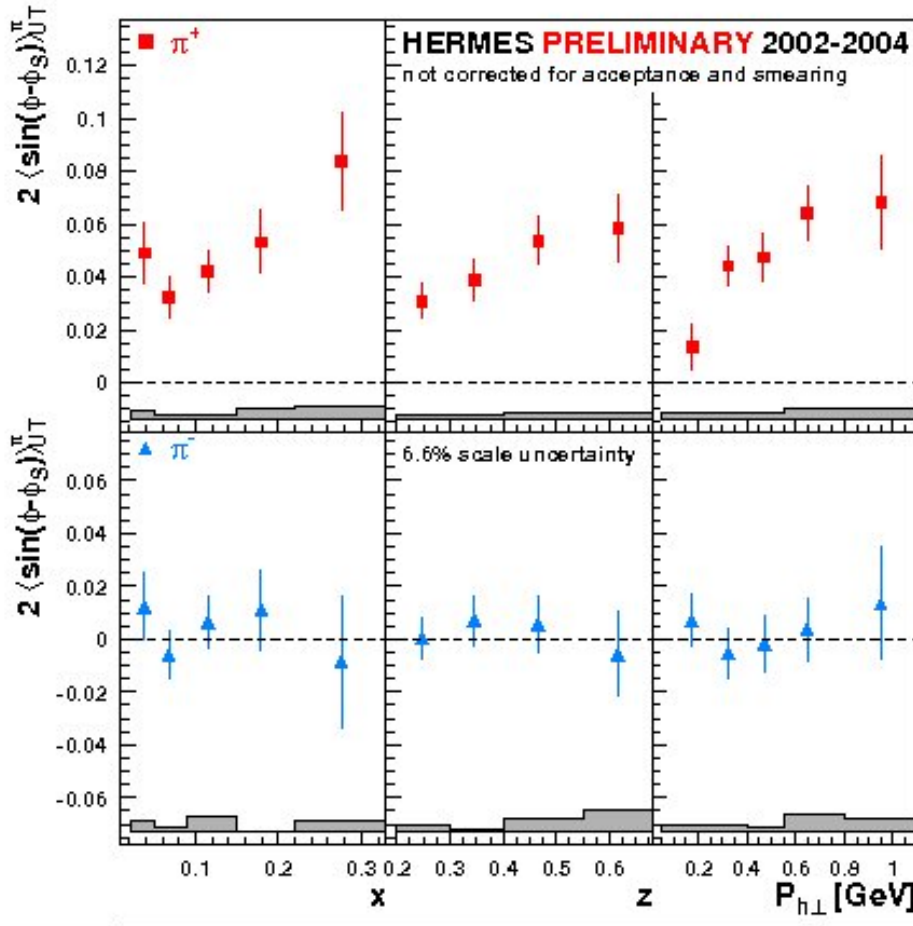 2 ⟨sin(ϕ-ϕS)⟩πUT
π+
HERMES PRELIMINARY 2002-2004
not corrected for acceptance and smearing
0.12
0.1
0.08
0.06
0.04
0.02
0
2 ⟨sin(ϕ-ϕS)⟩πUT
π-
6.6% scale uncertainty
0.06
0.04
0.02
0
-0.02
-0.04
-0.06
0.1 0.2 0.3 0.2 0.3 0.4 0.5 0.6 0.2 0.4 0.6 0.8 1
x z Ph⊥ [GeV]